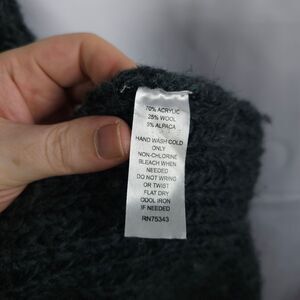 70% ACRYLIC
25% WOOL
5% ALPACA
HAND WASH COLD
ONLY
NON-CHLORINE
BLEACH WHEN
NEEDED
DO NOT WRING
OR TWIST
FLAT DRY
COOL IRON
IF NEEDED
RN75343